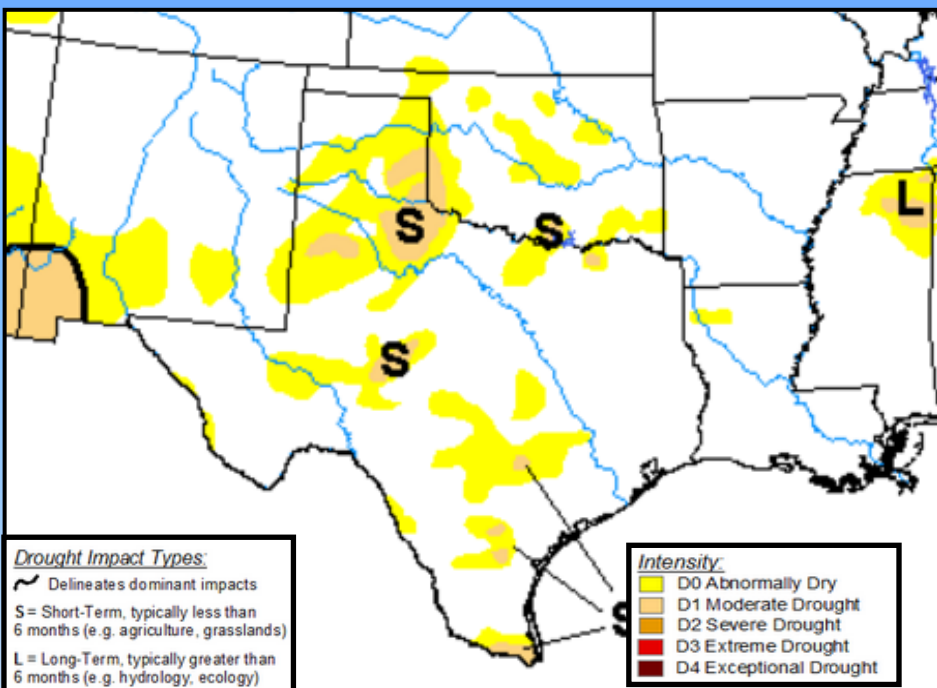 S
S
L
S
S
Drought Impact Types:
Delineates dominant impacts
S = Short-Term, typically less than
6 months (e.g. agriculture, grasslands)
L = Long-Term, typically greater than
6 months (e.g. hydrology, ecology)
Intensity:
D0 Abnormally Dry
D1 Moderate Drought
D2 Severe Drought
D3 Extreme Drought
D4 Exceptional Drought